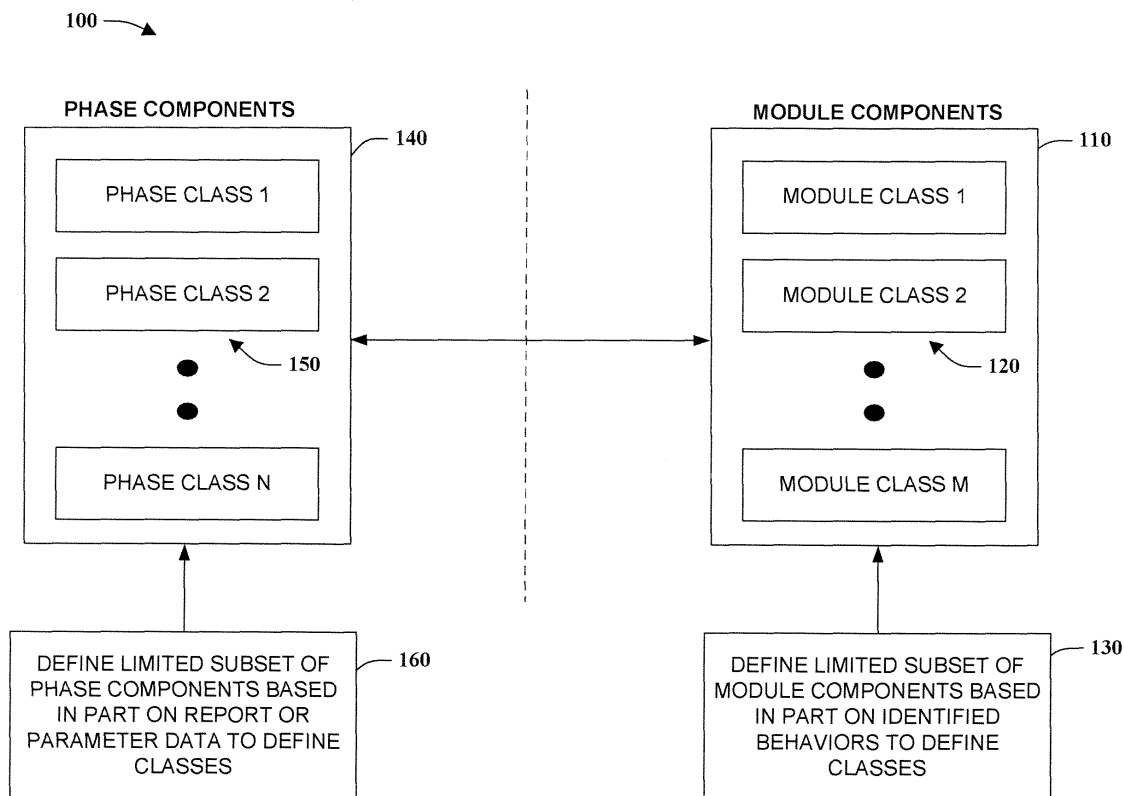 100
PHASE COMPONENTS
140
PHASE CLASS 1
PHASE CLASS 2
150
PHASE CLASS N
MODULE COMPONENTS
110
MODULE CLASS 1
MODULE CLASS 2
120
MODULE CLASS M
DEFINE LIMITED SUBSET OF
PHASE COMPONENTS BASED
IN PART ON REPORT OR
PARAMETER DATA TO DEFINE
CLASSES
160
DEFINE LIMITED SUBSET OF
MODULE COMPONENTS BASED
IN PART ON IDENTIFIED
BEHAVIORS TO DEFINE
CLASSES
130